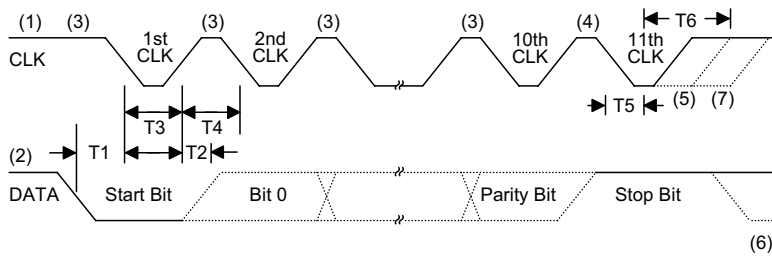 (1) (3) 1st CLK (3) 2nd CLK (3) (3) 10th CLK (4) 11th CLK T6
CLK
T3 T4 T5 (5) (7)
(2) T1 T2
DATA Start Bit Bit 0 Parity Bit Stop Bit
(6)